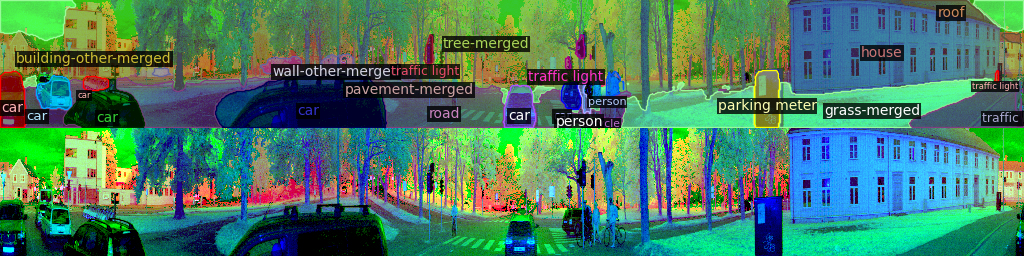 roof
tree-merged
building-other-merged
house
wall-other-merge
traffic light
traffic light
pavement-merged
car
traffic light
car
person
parking meter
car
car
car
road
car
grass-merged
traffic
person
cle